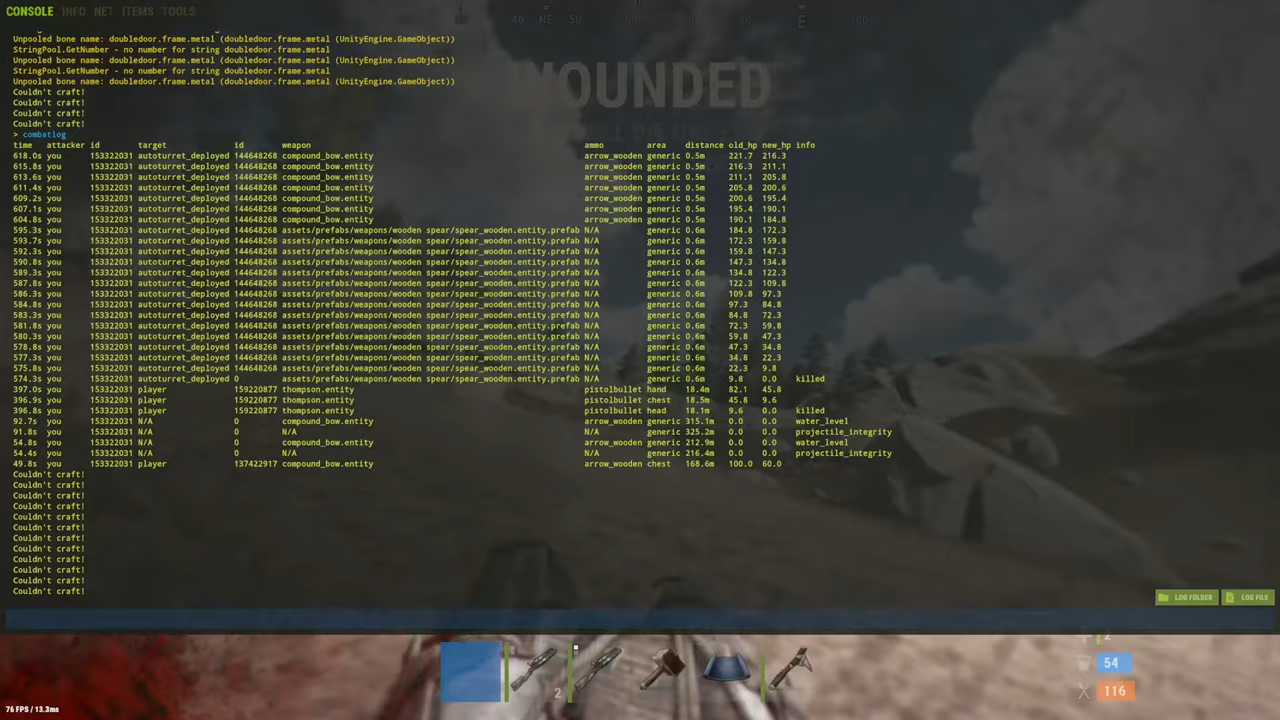 CONSOLE INFO NET ITEMS TOOLS
40 NE 50 60 80 E 100
Unpooled bone name: doubledoor.frame.metal (doubledoor.frame.metal (UnityEngine.GameObject))
StringPool.GetNumber - no number for string doubledoor.frame.metal
Unpooled bone name: doubledoor.frame.metal (doubledoor.frame.metal (UnityEngine.GameObject))
StringPool.GetNumber - no number for string doubledoor.frame.metal
Unpooled bone name: doubledoor.frame.metal (doubledoor.frame.metal (UnityEngine.GameObject))
WOUNDED
Couldn't craft!
Couldn't craft!
Couldn't craft!
Couldn't craft!
> combatlog
time attacker id target id weapon ammo area distance old_hp new_hp info
618.0s you 153322031 autoturret_deployed 144648268 compound_bow.entity arrow_wooden generic 0.5m 221.7 216.3
615.8s you 153322031 autoturret_deployed 144648268 compound_bow.entity arrow_wooden generic 0.5m 216.3 211.1
613.6s you 153322031 autoturret_deployed 144648268 compound_bow.entity arrow_wooden generic 0.5m 211.1 205.8
611.4s you 153322031 autoturret_deployed 144648268 compound_bow.entity arrow_wooden generic 0.5m 205.8 200.6
609.2s you 153322031 autoturret_deployed 144648268 compound_bow.entity arrow_wooden generic 0.5m 200.6 195.4
607.1s you 153322031 autoturret_deployed 144648268 compound_bow.entity arrow_wooden generic 0.5m 195.4 190.1
604.8s you 153322031 autoturret_deployed 144648268 compound_bow.entity arrow_wooden generic 0.5m 190.1 184.8
595.3s you 153322031 autoturret_deployed 144648268 assets/prefabs/weapons/wooden spear/spear_wooden.entity.prefab N/A generic 0.6m 184.8 172.3
593.7s you 153322031 autoturret_deployed 144648268 assets/prefabs/weapons/wooden spear/spear_wooden.entity.prefab N/A generic 0.6m 172.3 159.8
592.3s you 153322031 autoturret_deployed 144648268 assets/prefabs/weapons/wooden spear/spear_wooden.entity.prefab N/A generic 0.6m 159.8 147.3
590.8s you 153322031 autoturret_deployed 144648268 assets/prefabs/weapons/wooden spear/spear_wooden.entity.prefab N/A generic 0.6m 147.3 134.8
589.3s you 153322031 autoturret_deployed 144648268 assets/prefabs/weapons/wooden spear/spear_wooden.entity.prefab N/A generic 0.6m 134.8 122.3
587.8s you 153322031 autoturret_deployed 144648268 assets/prefabs/weapons/wooden spear/spear_wooden.entity.prefab N/A generic 0.6m 122.3 109.8
586.3s you 153322031 autoturret_deployed 144648268 assets/prefabs/weapons/wooden spear/spear_wooden.entity.prefab N/A generic 0.6m 109.8 97.3
584.8s you 153322031 autoturret_deployed 144648268 assets/prefabs/weapons/wooden spear/spear_wooden.entity.prefab N/A generic 0.6m 97.3 84.8
583.3s you 153322031 autoturret_deployed 144648268 assets/prefabs/weapons/wooden spear/spear_wooden.entity.prefab N/A generic 0.6m 84.8 72.3
581.8s you 153322031 autoturret_deployed 144648268 assets/prefabs/weapons/wooden spear/spear_wooden.entity.prefab N/A generic 0.6m 72.3 59.8
580.3s you 153322031 autoturret_deployed 144648268 assets/prefabs/weapons/wooden spear/spear_wooden.entity.prefab N/A generic 0.6m 59.8 47.3
578.8s you 153322031 autoturret_deployed 144648268 assets/prefabs/weapons/wooden spear/spear_wooden.entity.prefab N/A generic 0.6m 47.3 34.8
577.3s you 153322031 autoturret_deployed 144648268 assets/prefabs/weapons/wooden spear/spear_wooden.entity.prefab N/A generic 0.6m 34.8 22.3
575.8s you 153322031 autoturret_deployed 144648268 assets/prefabs/weapons/wooden spear/spear_wooden.entity.prefab N/A generic 0.6m 22.3 9.8
574.3s you 153322031 autoturret_deployed 0 assets/prefabs/weapons/wooden spear/spear_wooden.entity.prefab N/A generic 0.6m 9.8 0.0 killed
397.0s you 153322031 player 159220877 thompson.entity pistolbullet hand 18.4m 82.1 45.8
396.9s you 153322031 player 159220877 thompson.entity pistolbullet chest 18.5m 45.8 9.6
396.8s you 153322031 player 159220877 thompson.entity pistolbullet head 18.1m 9.6 0.0 killed
92.7s you 153322031 N/A 0 compound_bow.entity arrow_wooden generic 315.1m 0.0 0.0 water_level
91.8s you 153322031 N/A 0 N/A N/A generic 325.2m 0.0 0.0 projectile_integrity
54.8s you 153322031 N/A 0 compound_bow.entity arrow_wooden generic 212.9m 0.0 0.0 water_level
54.4s you 153322031 N/A 0 N/A N/A generic 216.4m 0.0 0.0 projectile_integrity
49.8s you 153322031 player 137422917 compound_bow.entity arrow_wooden chest 168.6m 100.0 60.0
Couldn't craft!
Couldn't craft!
Couldn't craft!
Couldn't craft!
Couldn't craft!
Couldn't craft!
Couldn't craft!
Couldn't craft!
Couldn't craft!
Couldn't craft!
Couldn't craft!
Couldn't craft!
LOG FOLDER LOG FILE
54
2
116
76 FPS / 13.3ms